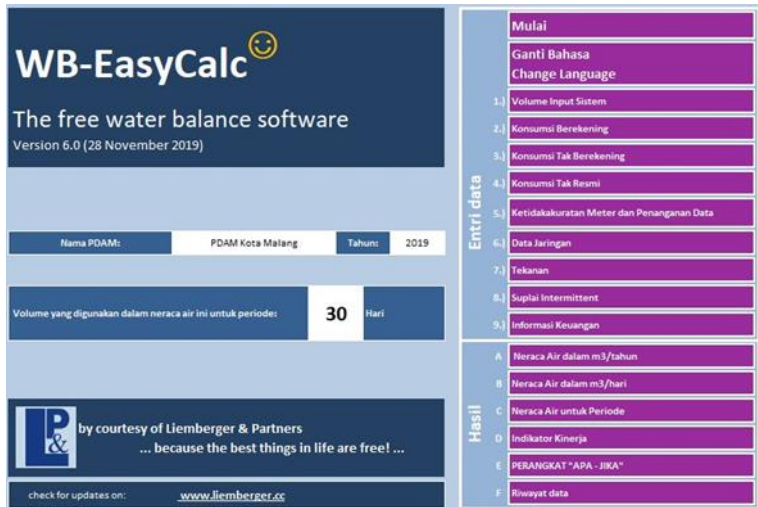 WB-EasyCalc
The free water balance software
Version 6.0 (28 November 2019)
Nama PDAM: PDAM Kota Malang Tahun: 2019
Volume yang digunakan dalam neraca air ini untuk periode: 30 Hari
LP&
by courtesy of Liemberger & Partners
... because the best things in life are free! ...
check for updates on: www.liemberger.cc
Mulai
Ganti Bahasa
Change Language
Entri data
1.) Volume Input Sistem
2.) Konsumsi Berekening
3.) Konsumsi Tak Berekening
4.) Konsumsi Tak Resmi
5.) Ketidakakuratan Meter dan Penanganan Data
6.) Data Jaringan
7.) Tekanan
8.) Suplai Intermittent
9.) Informasi Keuangan
Hasil
A Neraca Air dalam m3/tahun
B Neraca Air dalam m3/hari
C Neraca Air untuk Periode
D Indikator Kinerja
E PERANGKAT "APA - JIKA"
F Riwayat data